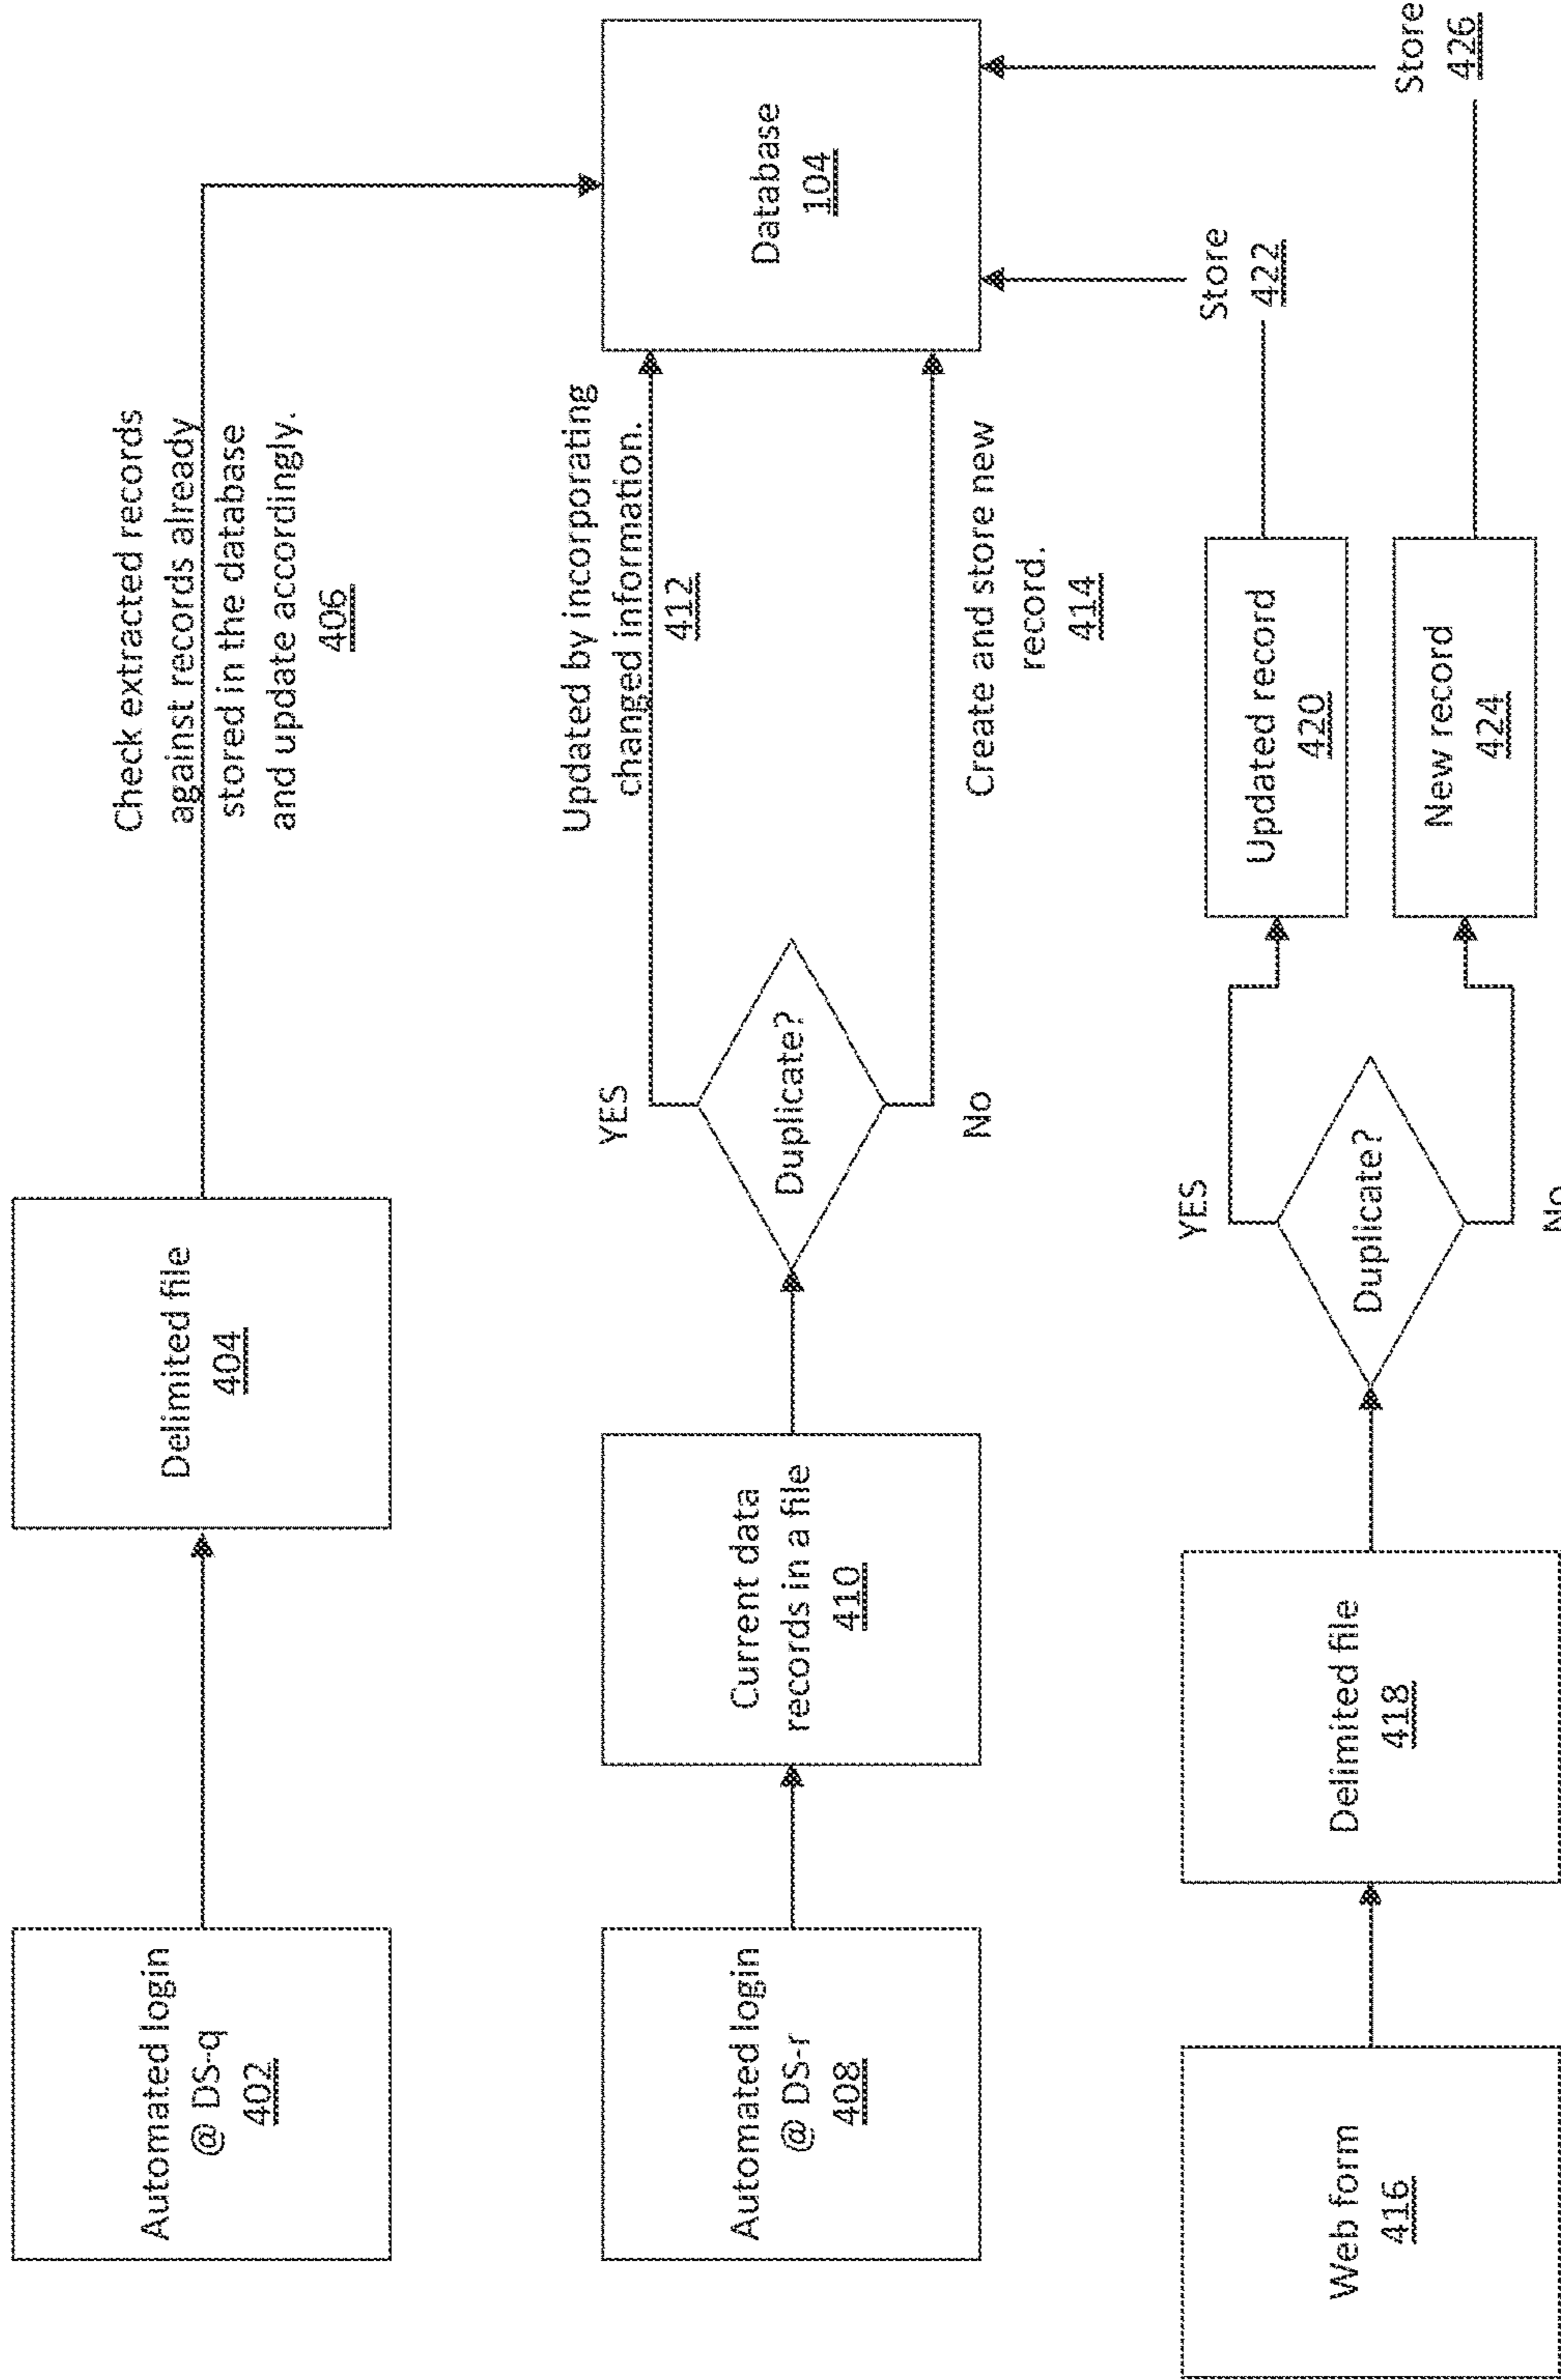 Automated login
@ DS-q
402
Delimited file
404
Check extracted records
against records already
stored in the database
and update accordingly.
406
Automated login
@ DS-r
408
Current data
records in a file
410
Duplicate?
YES
No
Updated by incorporating
changed information.
412
Create and store new
record.
414
Database
104
Web form
416
Delimited file
418
Duplicate?
YES
No
Updated record
420
Store
422
New record
424
Store
426